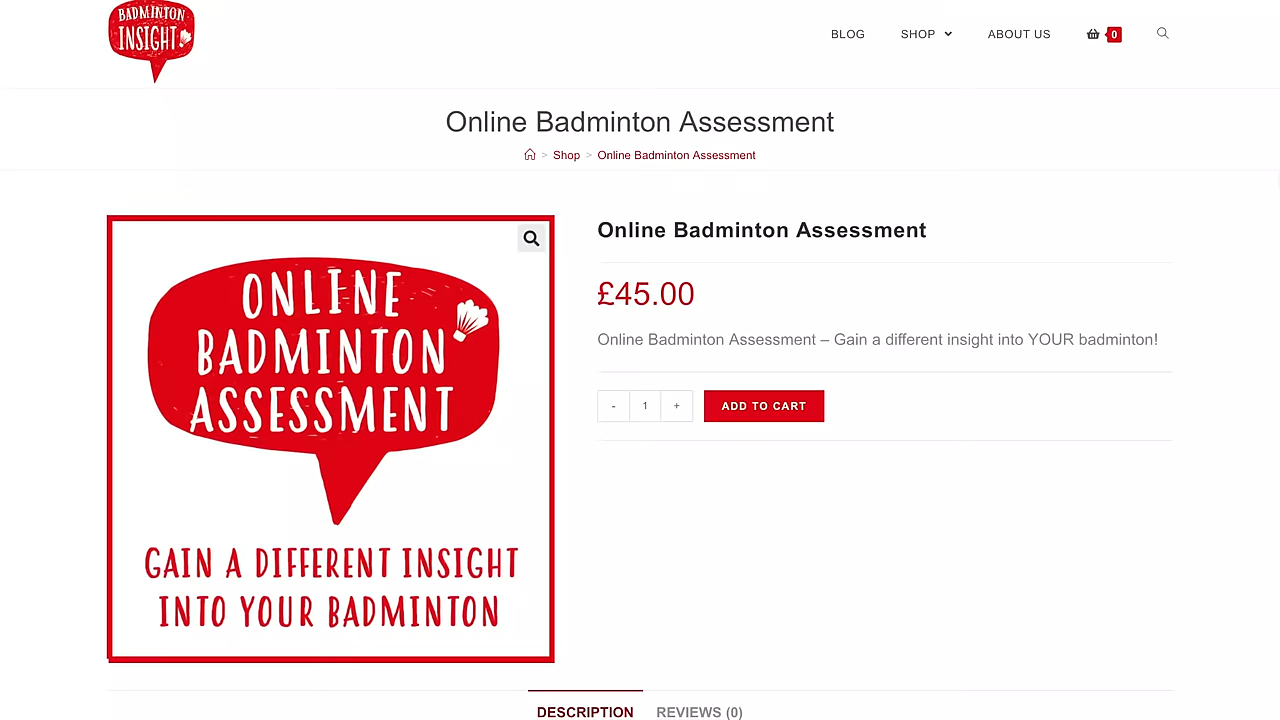 BADMINTON
INSIGHT
BLOG
SHOP
ABOUT US
0
Online Badminton Assessment
> Shop > Online Badminton Assessment
ONLINE
BADMINTON
ASSESSMENT
GAIN A DIFFERENT INSIGHT
INTO YOUR BADMINTON
Online Badminton Assessment
£45.00
Online Badminton Assessment – Gain a different insight into YOUR badminton!
- 1 +
ADD TO CART
DESCRIPTION
REVIEWS (0)